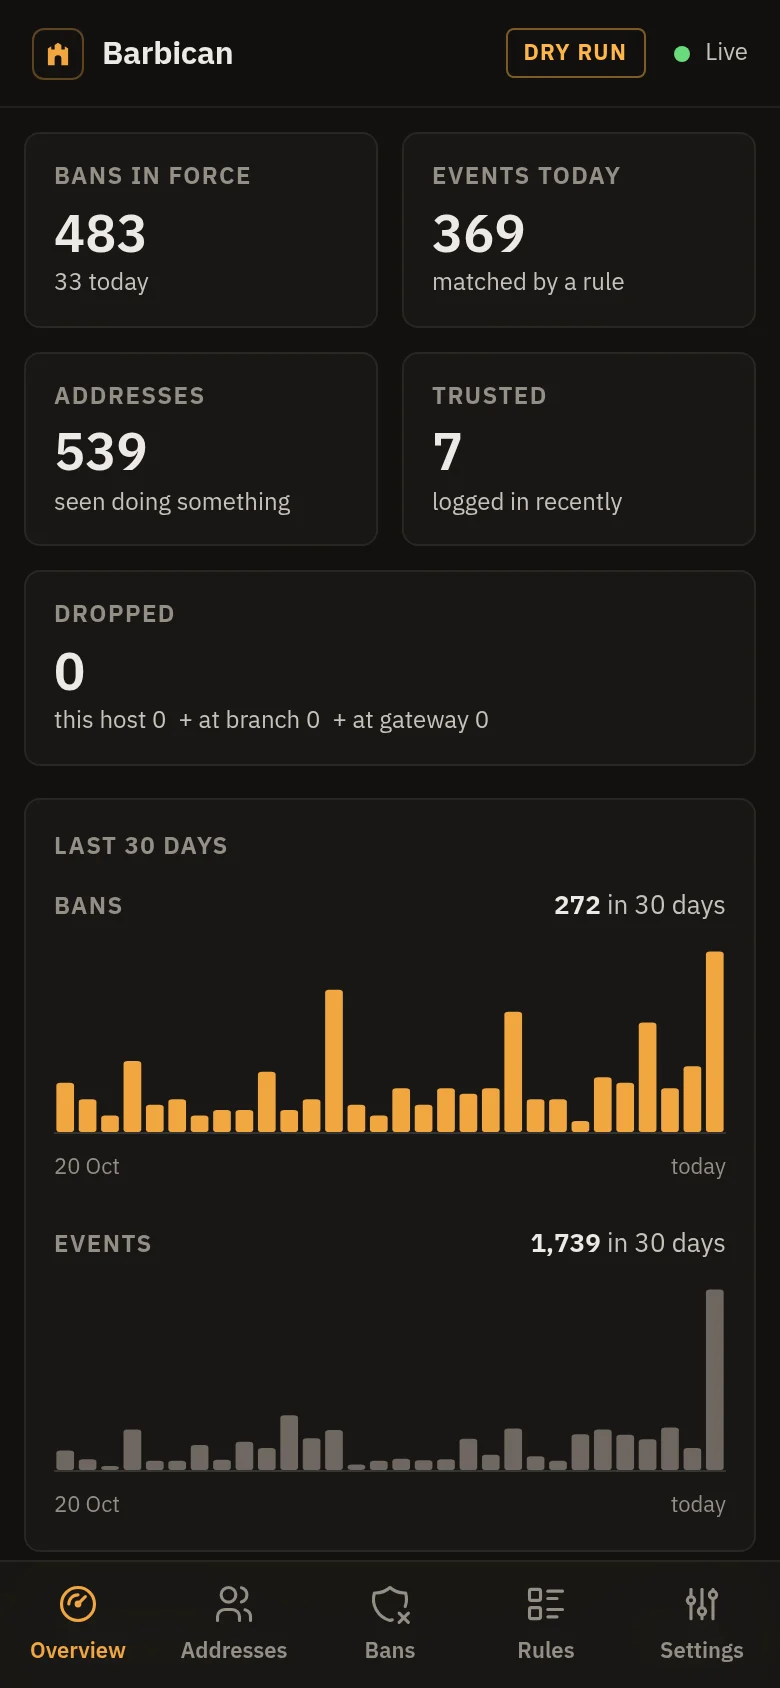 Barbican
DRY RUN
Live
BANS IN FORCE
483
33 today
EVENTS TODAY
369
matched by a rule
ADDRESSES
539
seen doing something
TRUSTED
7
logged in recently
DROPPED
0
this host 0 + at branch 0 + at gateway 0
LAST 30 DAYS
BANS
272 in 30 days
20 Oct
today
EVENTS
1,739 in 30 days
20 Oct
today
Overview
Addresses
Bans
Rules
Settings